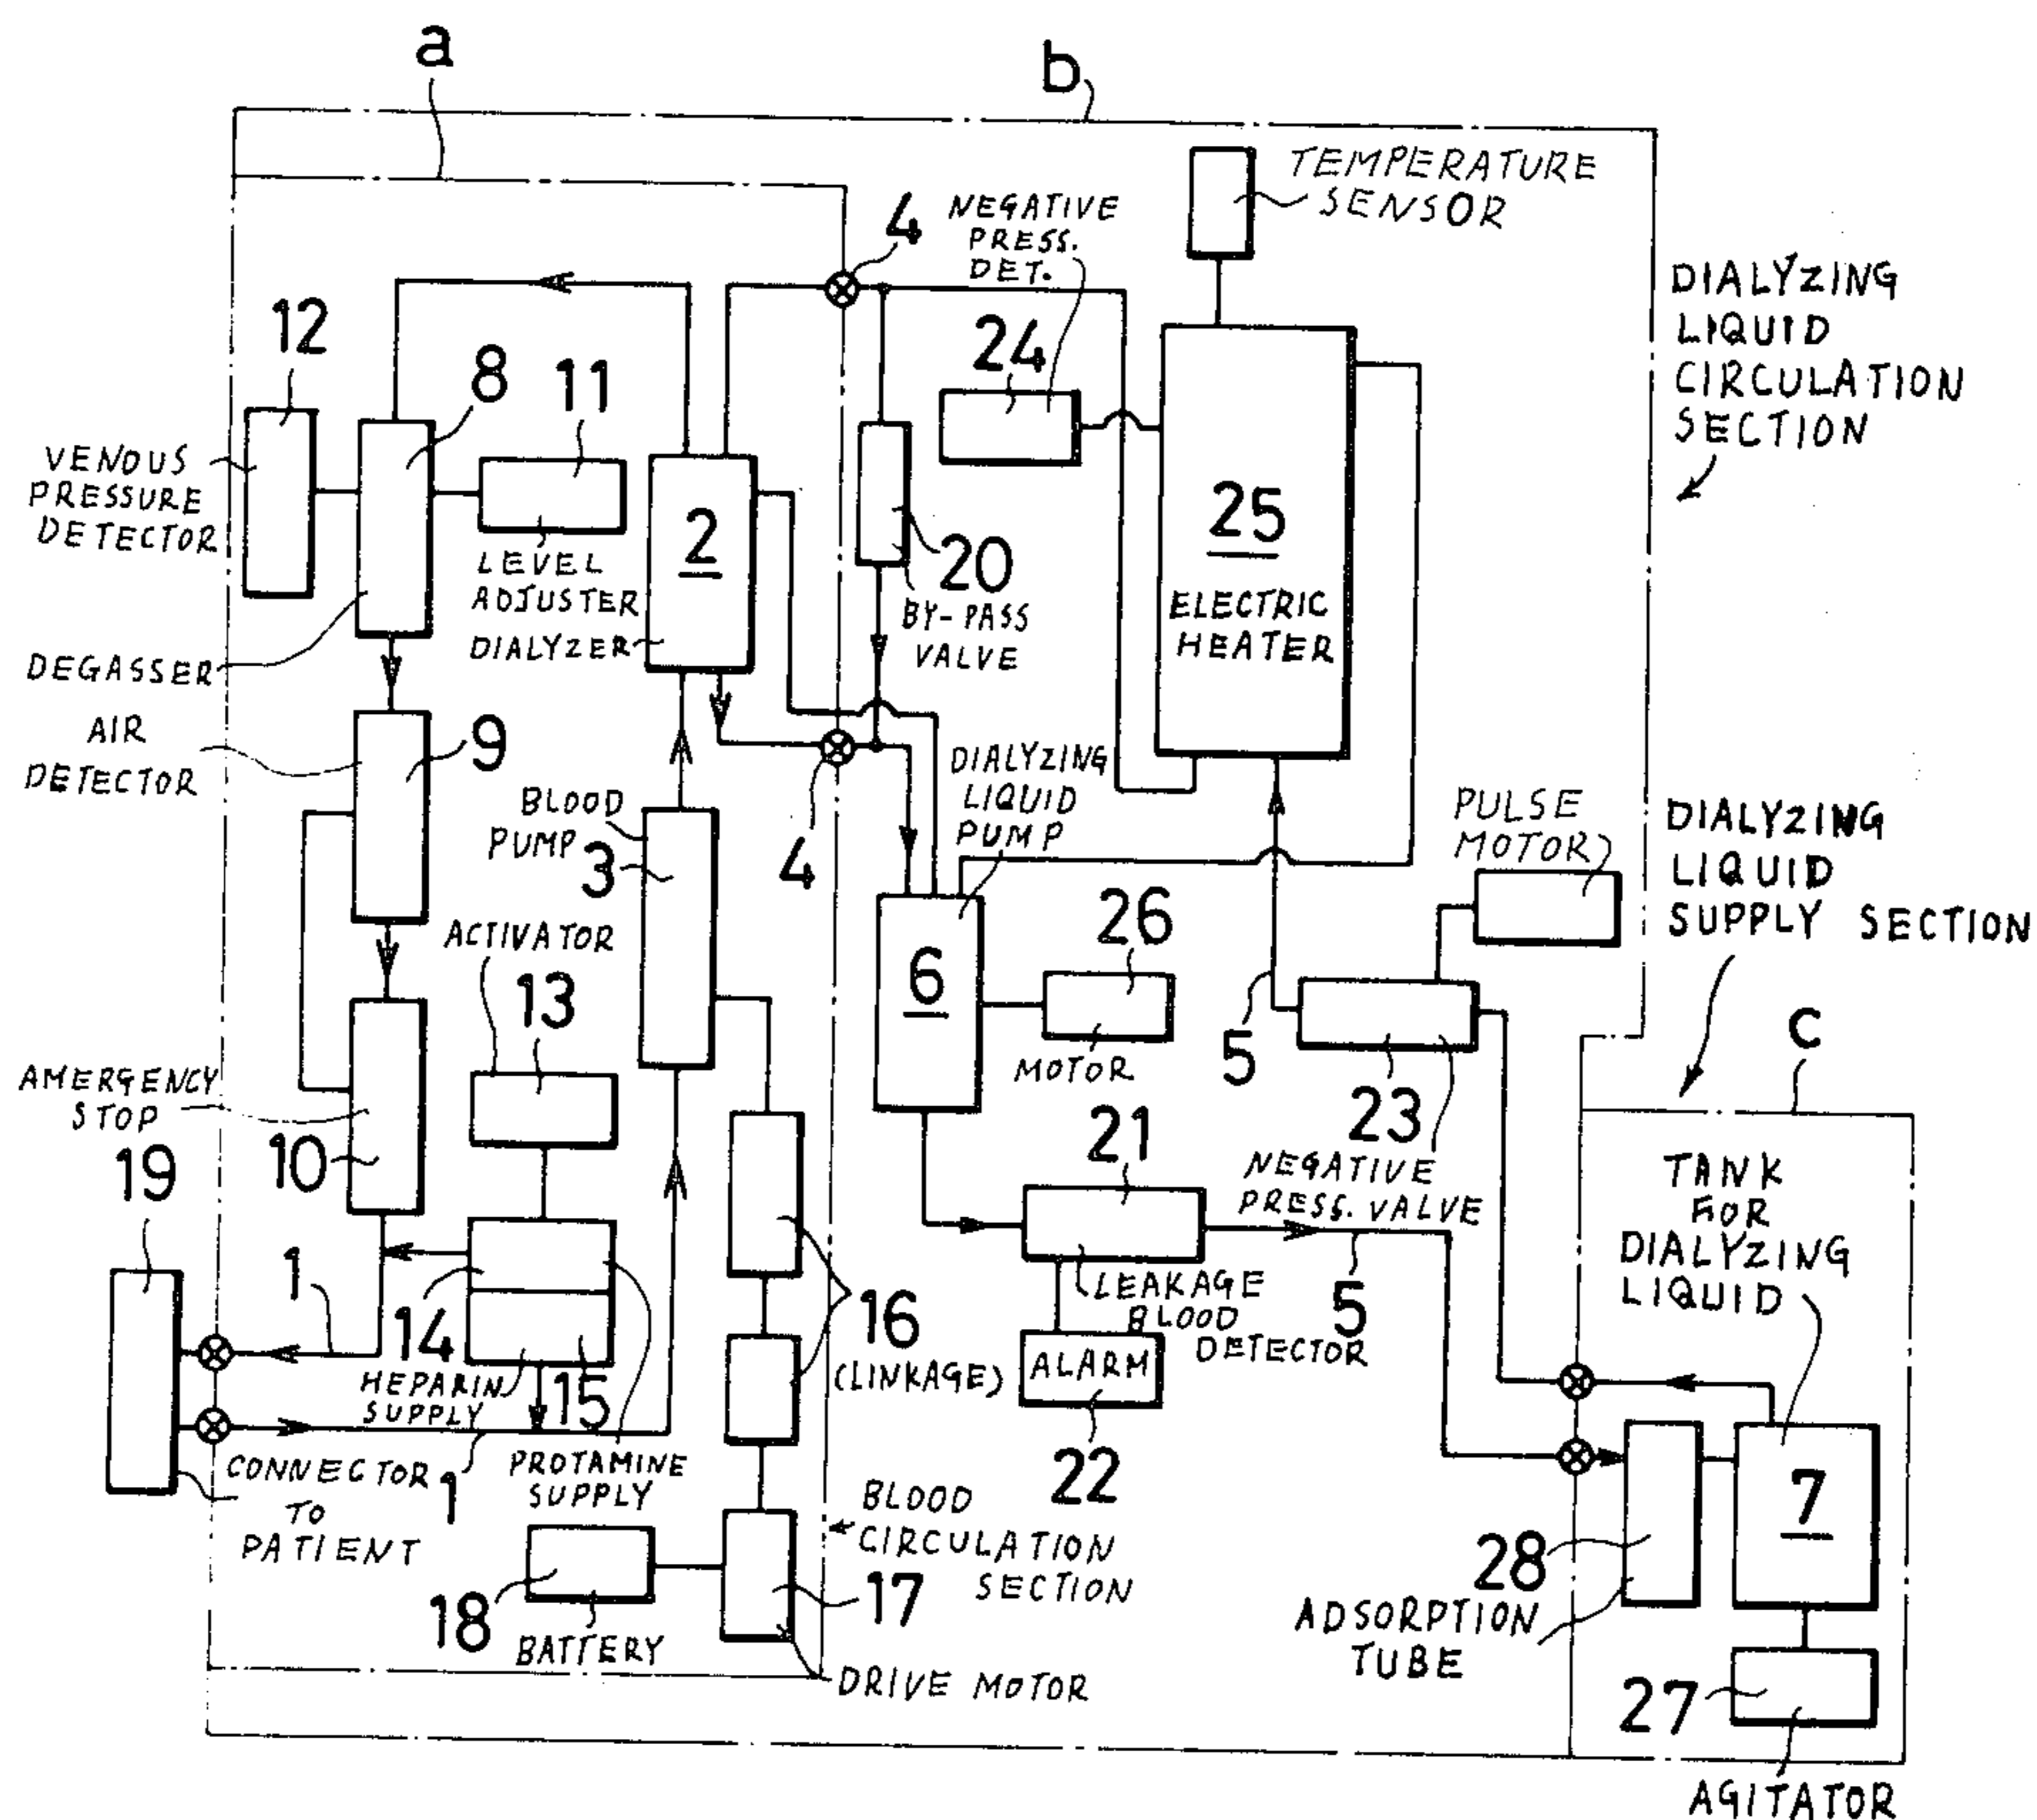 a
b
TEMPERATURE
SENSOR
NEGATIVE
PRESS.
DET.
4
DIALYZING
LIQUID
CIRCULATION
SECTION
12
8
11
24
VENOUS
PRESSURE
DETECTOR
2
25
LEVEL
ADJUSTER
20
BY-PASS
VALVE
ELECTRIC
HEATER
DIALYZER
DEGASSER
AIR
DETECTOR
9
BLOOD
PUMP
3
4
DIALYZING
LIQUID
PUMP
PULSE
MOTOR
DIALYZING
LIQUID
SUPPLY SECTION
ACTIVATOR
13
6
26
MOTOR
5
23
C
AMERGENCY
STOP
10
19
21
NEGATIVE
PRESS. VALVE
TANK
FOR
DIALYZING
LIQUID
1
14
HEPARIN
SUPPLY
15
16
(LINKAGE)
LEAKAGE
BLOOD
DETECTOR
5
ALARM
22
CONNECTOR
TO
PATIENT
1
PROTAMINE
SUPPLY
BLOOD
CIRCULATION
SECTION
7
28
ADSORPTION
TUBE
18
BATTERY
17
DRIVE MOTOR
27
AGITATOR